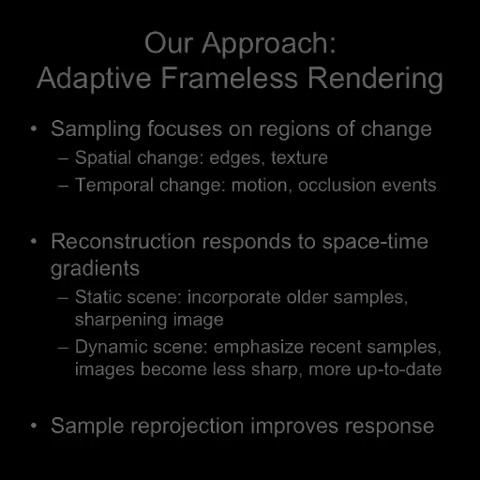 Our Approach:
Adaptive Frameless Rendering
• Sampling focuses on regions of change
– Spatial change: edges, texture
– Temporal change: motion, occlusion events
• Reconstruction responds to space-time
gradients
– Static scene: incorporate older samples,
sharpening image
– Dynamic scene: emphasize recent samples,
images become less sharp, more up-to-date
• Sample reprojection improves response